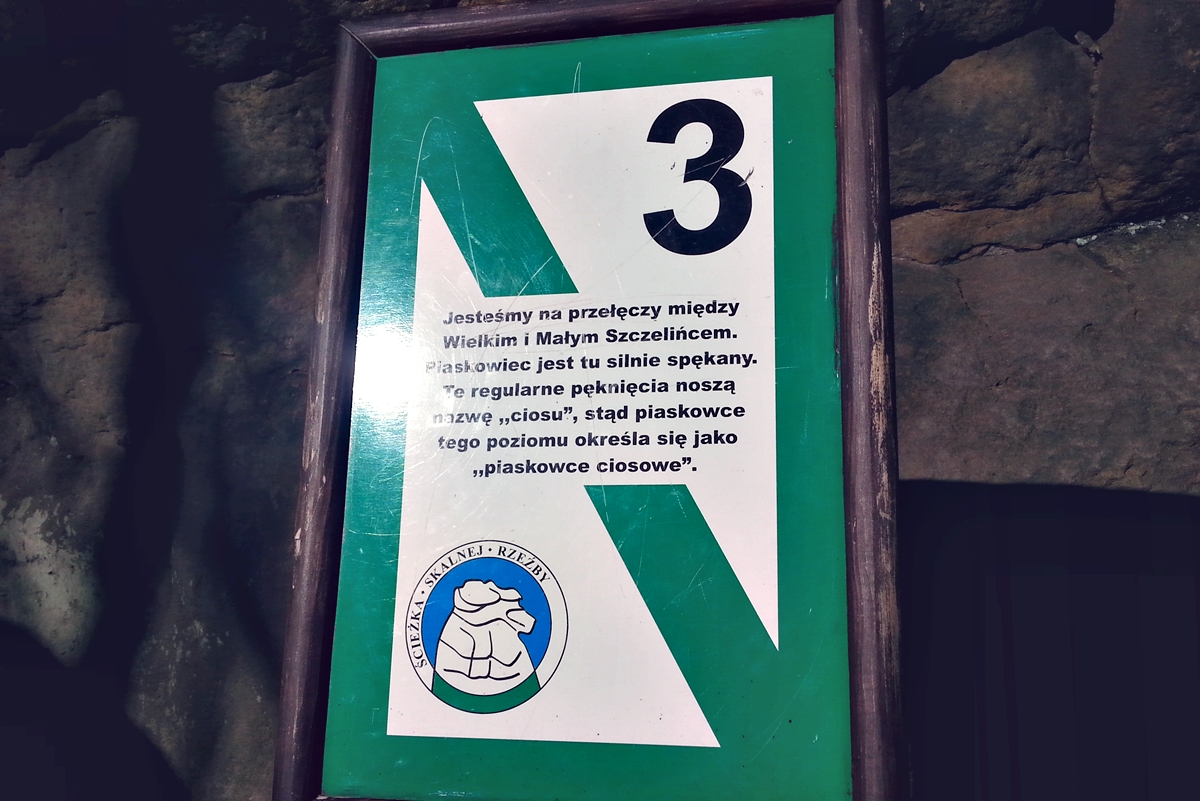 3
Jesteśmy na przełęczy między
Wielkim i Małym Szczelińcem.
Piaskowiec jest tu silnie spękany.
Te regularne pęknięcia noszą
nazwę ,,ciosu”, stąd piaskowce
tego poziomu określa się jako
,,piaskowce ciosowe”.
ŚCIEŻKA · SKALNEJ · RZEŹBY